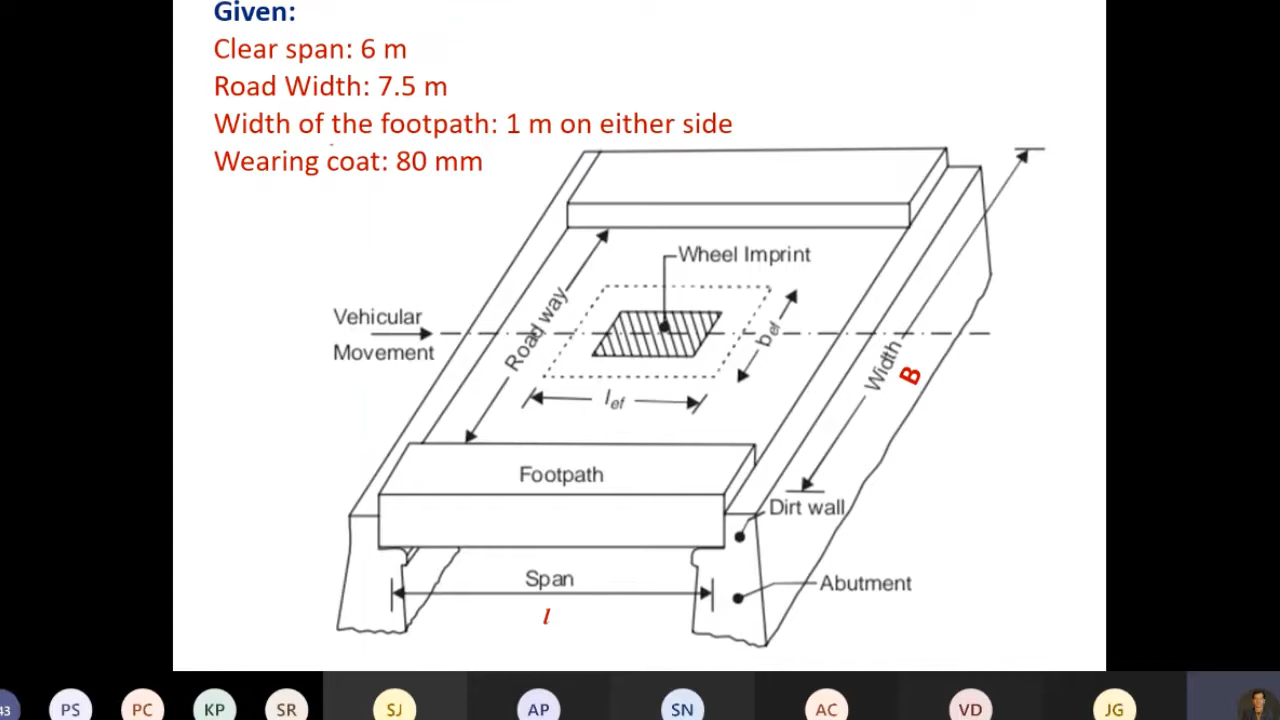 Given:
Clear span: 6 m
Road Width: 7.5 m
Width of the footpath: 1 m on either side
Wearing coat: 80 mm
Wheel Imprint
Vehicular
Movement
Road way
b_ef
l_ef
Width
B
Footpath
Dirt wall
Span
l
Abutment
43
PS
PC
KP
SR
SJ
AP
SN
AC
VD
JG